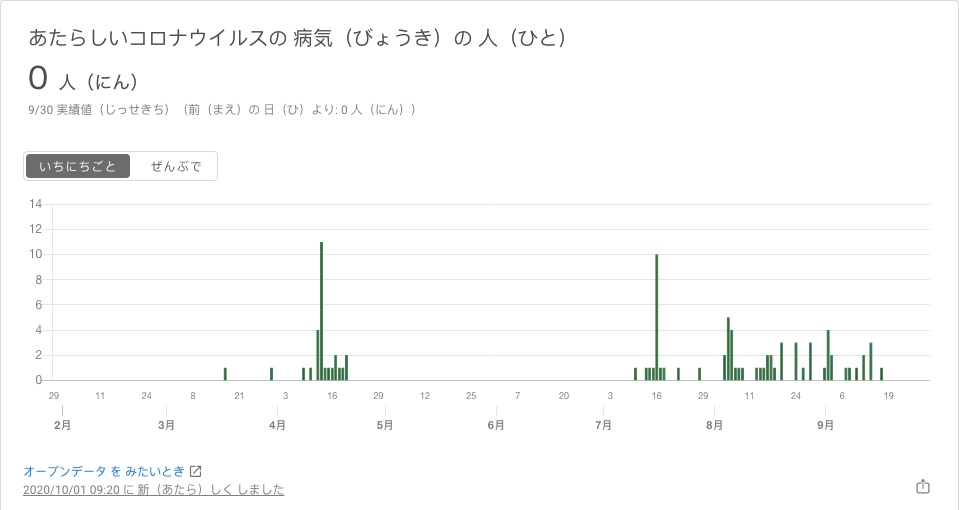 あたらしいコロナウイルスの 病気（びょうき）の 人（ひと）
0 人（にん）
9/30 実績値（じっせきち）（前（まえ）の 日（ひ）より: 0 人（にん））
いちにちごと ぜんぶで
14
12
10
8
6
4
2
0
29 11 24 8 21 3 16 29 12 25 7 20 3 16 29 11 24 6 19
2月 3月 4月 5月 6月 7月 8月 9月
オープンデータ を みたいとき
2020/10/01 09:20 に 新（あたら）しく しました